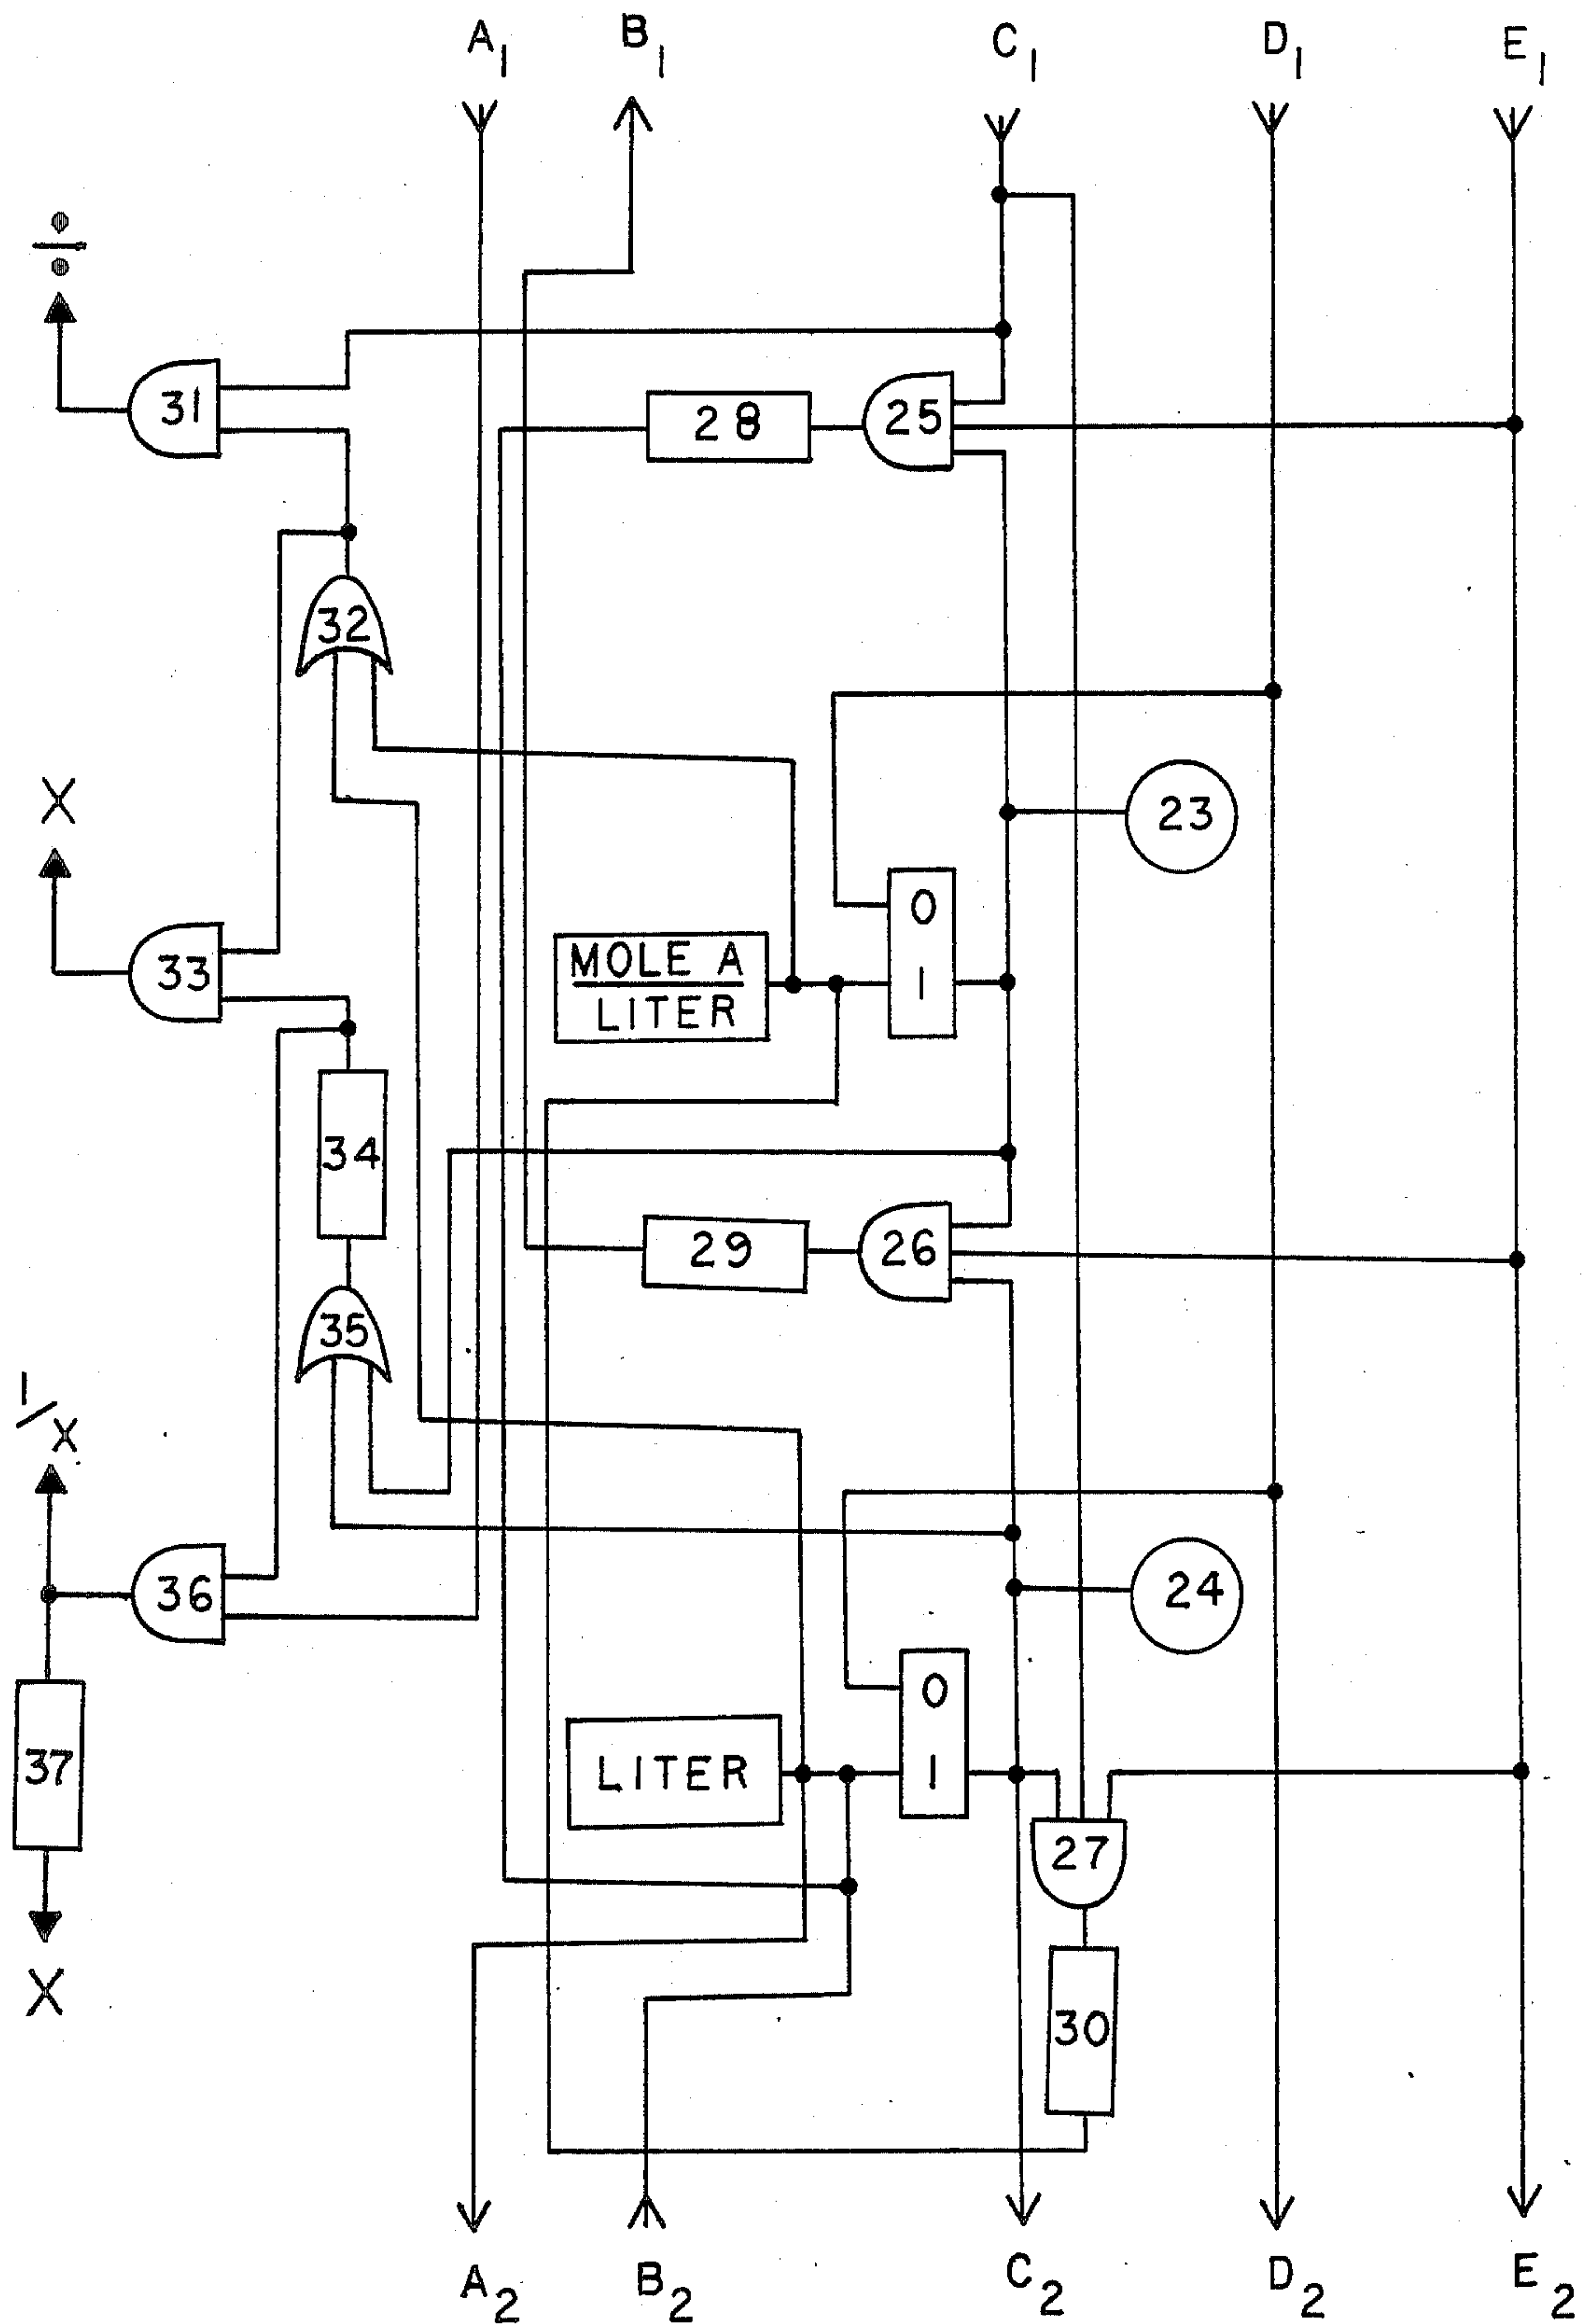 A1 B1 C1 D1 E1
÷
31
28
25
32
23
X
0
33
MOLE A
LITER
1
34
29
26
35
1/X
36
24
0
LITER
1
37
27
X
30
A2 B2 C2 D2 E2